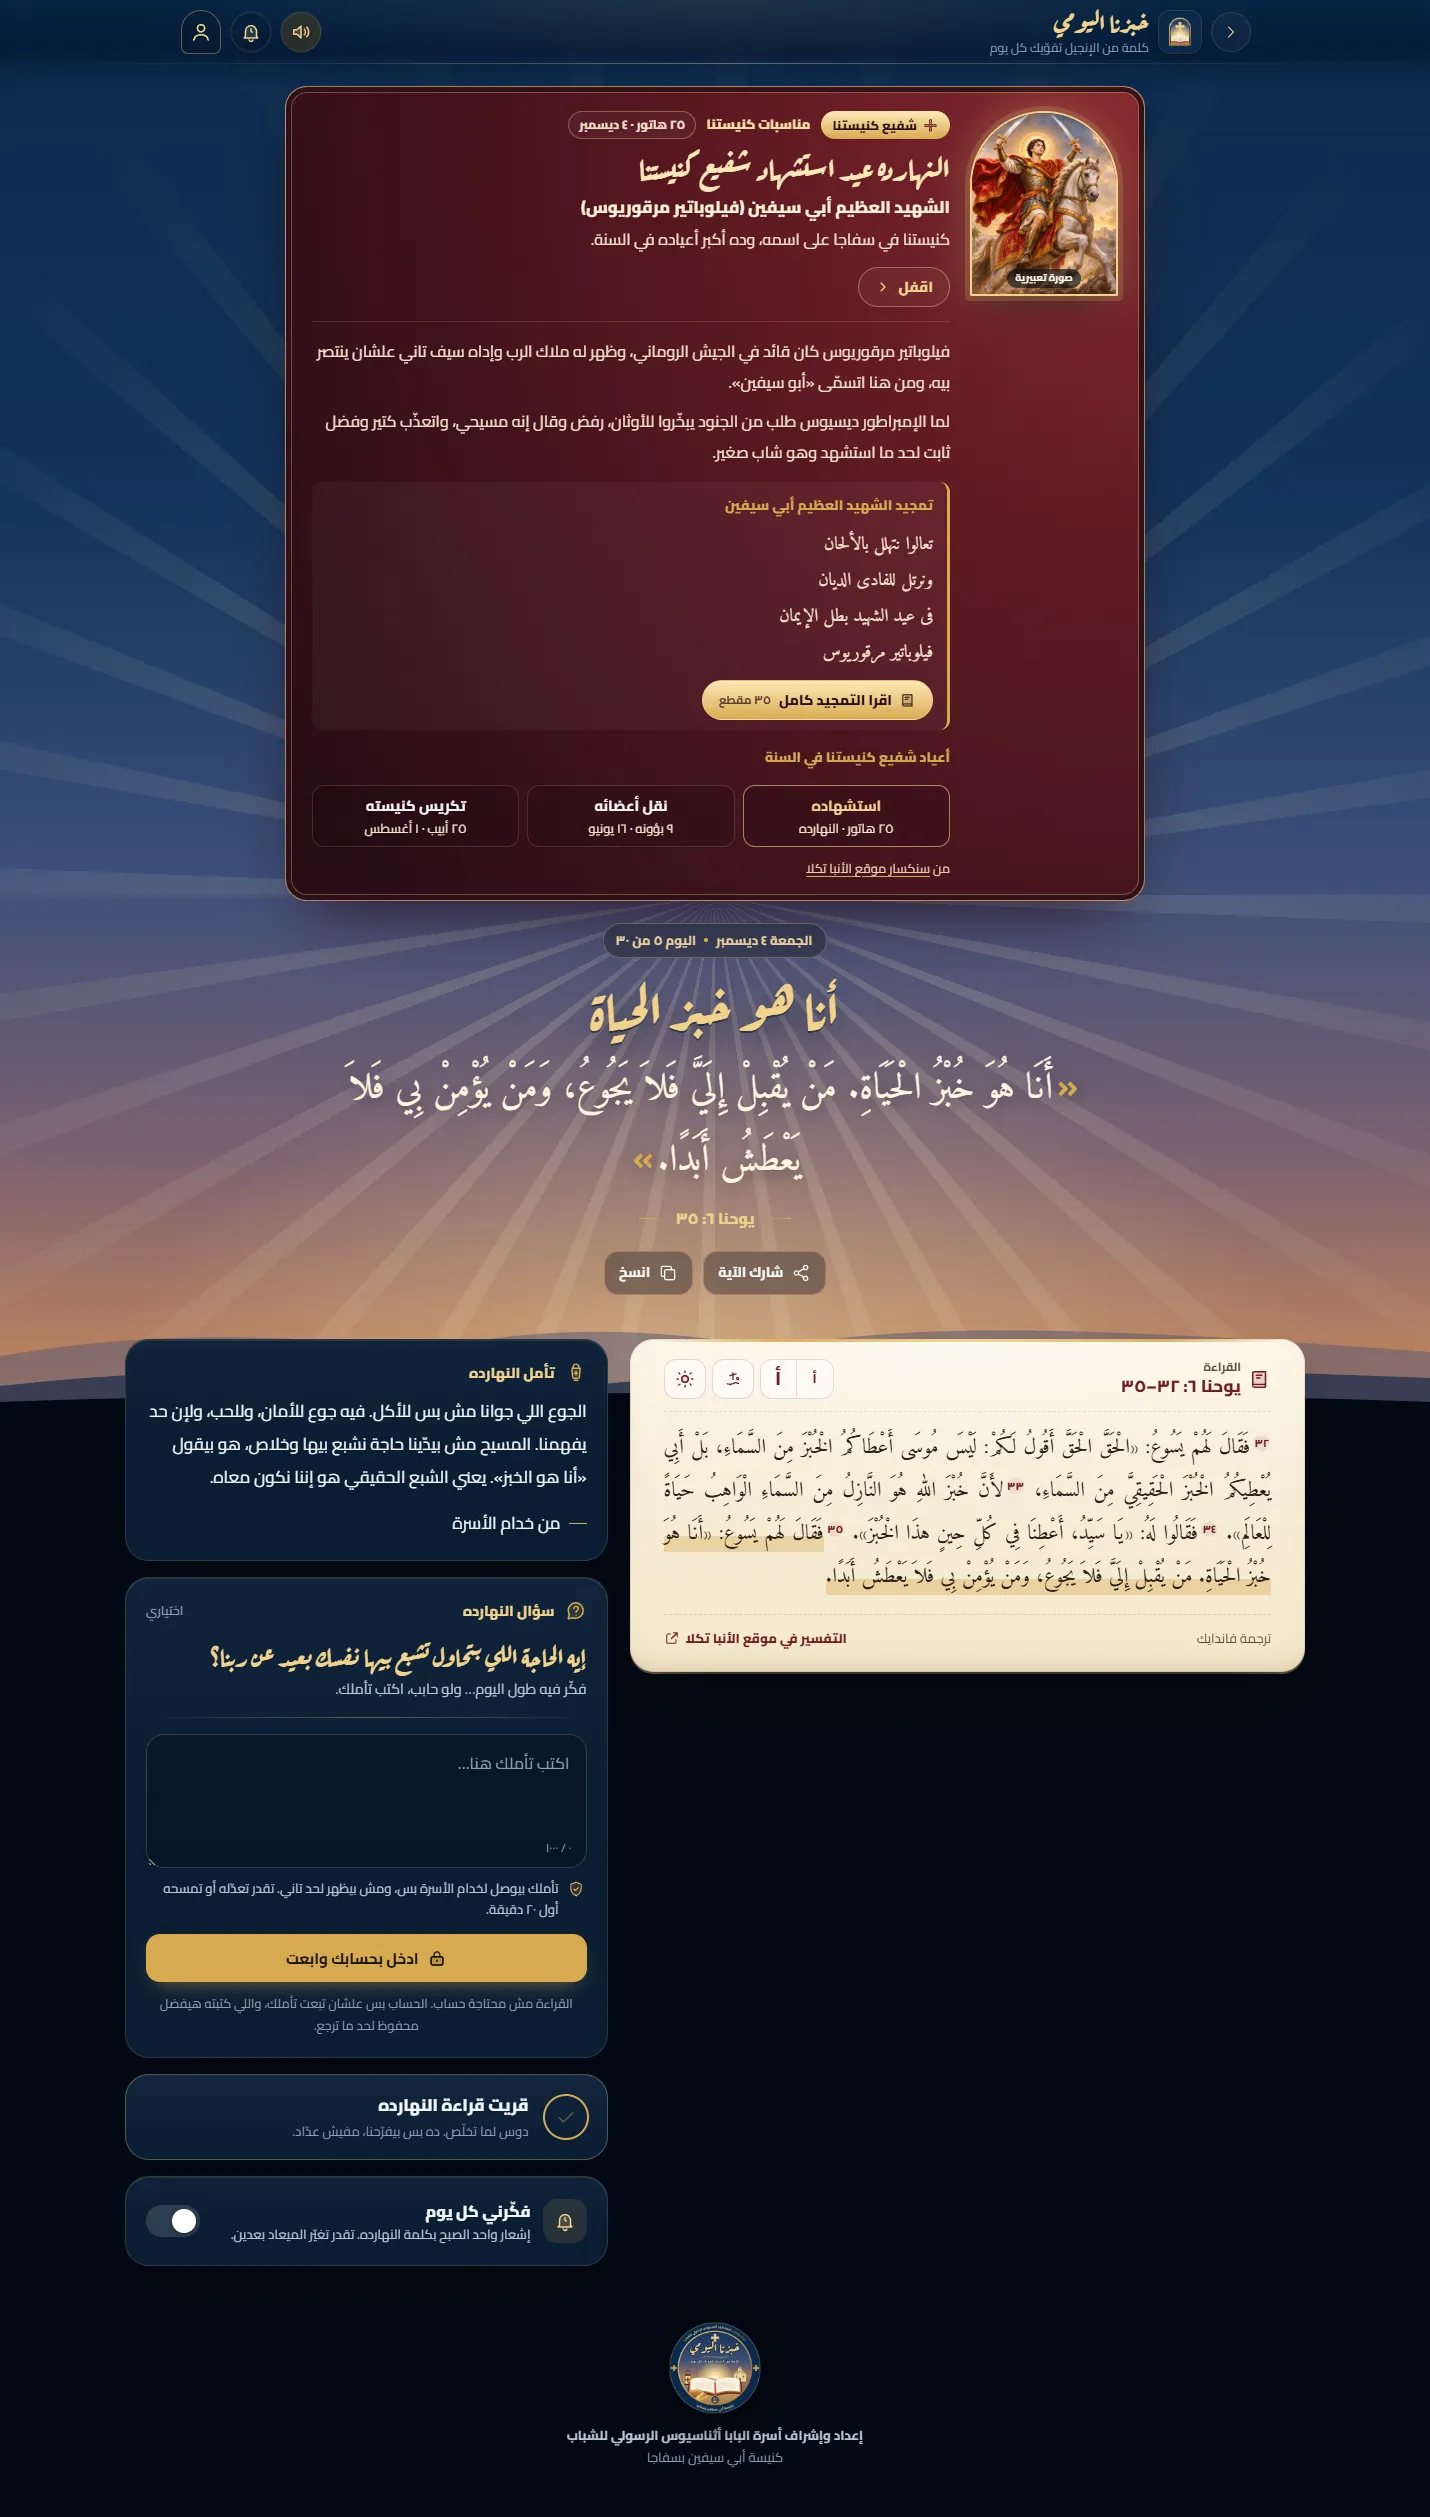 خبزنا اليومي
كلمة من الإنجيل تقوّيك كل يوم
شفيع كنيستنا
مناسبات كنيستنا
٢٥ هاتور - ٤ ديسمبر
النهارده عيد استشهاد شفيع كنيستنا
الشهيد العظيم أبي سيفين (فيلوباتير مرقوريوس)
كنيستنا في سفاجا على اسمه، وده أكبر أعياده في السنة.
صورة تعبيرية
اقفل
فيلوباتير مرقوريوس كان قائد في الجيش الروماني، وظهر له ملاك الرب وإداه سيف تاني علشان ينتصر
بيه، ومن هنا اتسمّى «أبو سيفين».
لما الإمبراطور ديسيوس طلب من الجنود يبخّروا للأوثان، رفض وقال إنه مسيحي، واتعذّب كتير وفضل
ثابت لحد ما استشهد وهو شاب صغير.
تمجيد الشهيد العظيم أبي سيفين
تعالوا نتهلل بالألحان
ونرتل للفادى الديان
فى عيد الشهيد بطل الإيمان
فيلوباتير مرقوريوس
اقرا التمجيد كامل ٣٥ مقطع
أعياد شفيع كنيستنا في السنة
استشهاده
٢٥ هاتور · النهارده
نقل أعضائه
٩ بؤونه · ١٦ يونيو
تكريس كنيسته
٢٥ أبيب · ١ أغسطس
من سنكسار موقع الأنبا تكلا
الجمعة ٤ ديسمبر • اليوم ٥ من ٣٠
أنا هو خبز الحياة
«أَنَا هُوَ خُبْزُ الْحَيَاةِ. مَنْ يُقْبِلْ إِلَيَّ فَلاَ يَجُوعُ، وَمَنْ يُؤْمِنْ بِي فَلاَ
يَعْطَشُ أَبَدًا.»
يوحنا ٦: ٣٥
شارك الآية
انسخ
القراءة
يوحنا ٦: ٣٢–٣٥
أ
أ
٣٢ فَقَالَ لَهُمْ يَسُوعُ: «الْحَقَّ الْحَقَّ أَقُولُ لَكُمْ: لَيْسَ مُوسَى أَعْطَاكُمُ الْخُبْزَ مِنَ السَّمَاءِ، بَلْ أَبِي
يُعْطِيكُمُ الْخُبْزَ الْحَقِيقِيَّ مِنَ السَّمَاءِ، ٣٣ لأَنَّ خُبْزَ اللهِ هُوَ النَّازِلُ مِنَ السَّمَاءِ الْوَاهِبُ حَيَاةً
لِلْعَالَمِ». ٣٤ فَقَالُوا لَهُ: «يَا سَيِّدُ، أَعْطِنَا فِي كُلِّ حِينٍ هذَا الْخُبْزَ». ٣٥ فَقَالَ لَهُمْ يَسُوعُ: «أَنَا هُوَ
خُبْزُ الْحَيَاةِ. مَنْ يُقْبِلْ إِلَيَّ فَلاَ يَجُوعُ، وَمَنْ يُؤْمِنْ بِي فَلاَ يَعْطَشُ أَبَدًا.
ترجمة فاندايك
التفسير في موقع الأنبا تكلا
تأمل النهارده
الجوع اللي جوانا مش بس للأكل. فيه جوع للأمان، وللحب، ولإن حد
يفهمنا. المسيح مش بيدّينا حاجة نشبع بيها وخلاص، هو بيقول
«أنا هو الخبز». يعني الشبع الحقيقي هو إننا نكون معاه.
من خدام الأسرة
سؤال النهارده
اختياري
إيه الحاجة اللي بتحاول تشبع بيها نفسك بعيد عن ربنا؟
فكّر فيه طول اليوم... ولو حابب، اكتب تأملك.
اكتب تأملك هنا...
٠ / ١٠٠٠
تأملك بيوصل لخدام الأسرة بس، ومش بيظهر لحد تاني. تقدر تعدّله أو تمسحه
أول ٢٠ دقيقة.
ادخل بحسابك وابعت
القراءة مش محتاجة حساب. الحساب بس علشان تبعت تأملك، واللي كتبته هيفضل
محفوظ لحد ما ترجع.
قريت قراءة النهارده
دوس لما تخلّص. ده بس بيفرّحنا، مفيش عدّاد.
فكّرني كل يوم
إشعار واحد الصبح بكلمة النهارده. تقدر تغيّر الميعاد بعدين.
خبزنا اليومي
إعداد وإشراف أسرة البابا أثناسيوس الرسولي للشباب
كنيسة أبي سيفين بسفاجا